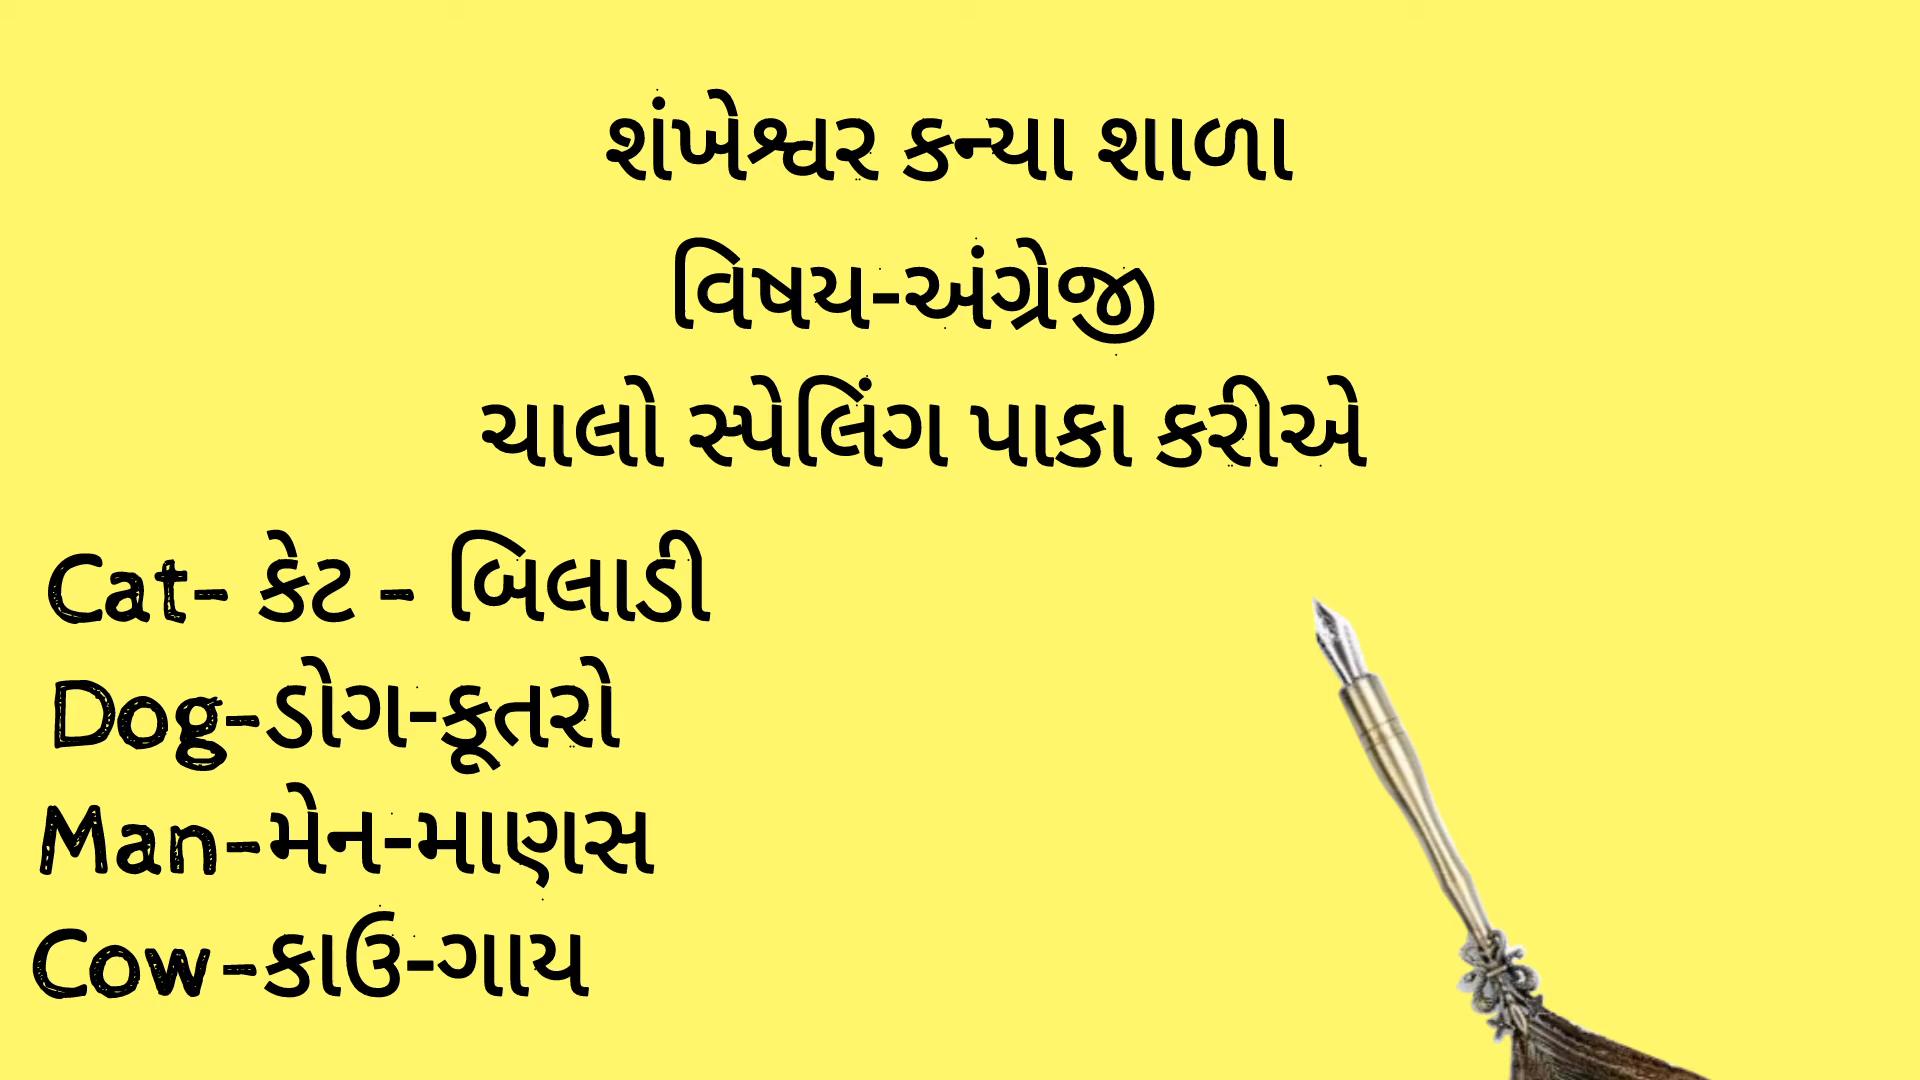 શંખેશ્વર કન્યા શાળા
વિષય-અંગ્રેજી
ચાલો સ્પેલિંગ પાકા કરીએ
Cat- કેટ - બિલાડી
Dog-ડોગ-કૂતરો
Man-મેન-માણસ
Cow-કાઉ-ગાય